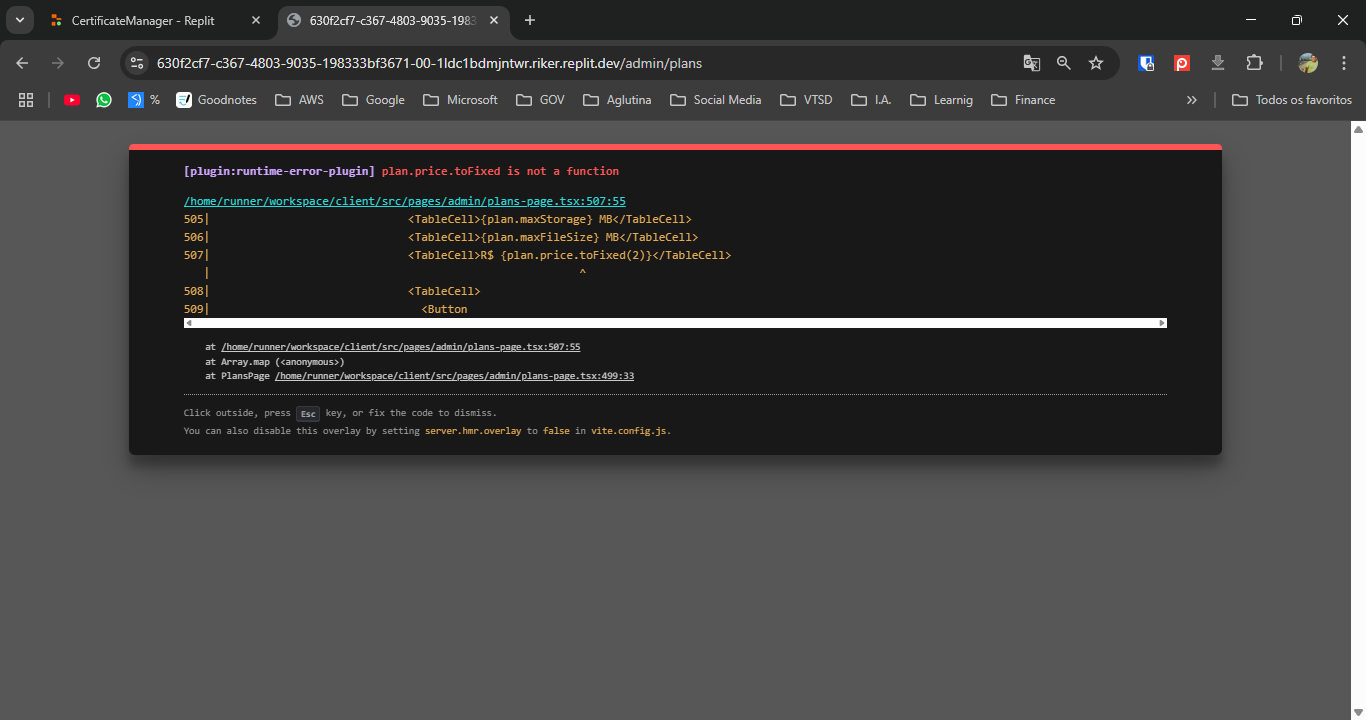 CertificateManager - Replit
630f2cf7-c367-4803-9035-1983
630f2cf7-c367-4803-9035-198333bf3671-00-1ldc1bdmjntwr.riker.replit.dev/admin/plans
% Goodnotes AWS Google Microsoft GOV Aglutina Social Media VTSD I.A. Learnig Finance » Todos os favoritos
[plugin:runtime-error-plugin] plan.price.toFixed is not a function
/home/runner/workspace/client/src/pages/admin/plans-page.tsx:507:55
505| <TableCell>{plan.maxStorage} MB</TableCell>
506| <TableCell>{plan.maxFileSize} MB</TableCell>
507| <TableCell>R$ {plan.price.toFixed(2)}</TableCell>
| ^
508| <TableCell>
509| <Button
at /home/runner/workspace/client/src/pages/admin/plans-page.tsx:507:55
at Array.map (<anonymous>)
at PlansPage /home/runner/workspace/client/src/pages/admin/plans-page.tsx:499:33
Click outside, press Esc key, or fix the code to dismiss.
You can also disable this overlay by setting server.hmr.overlay to false in vite.config.js.